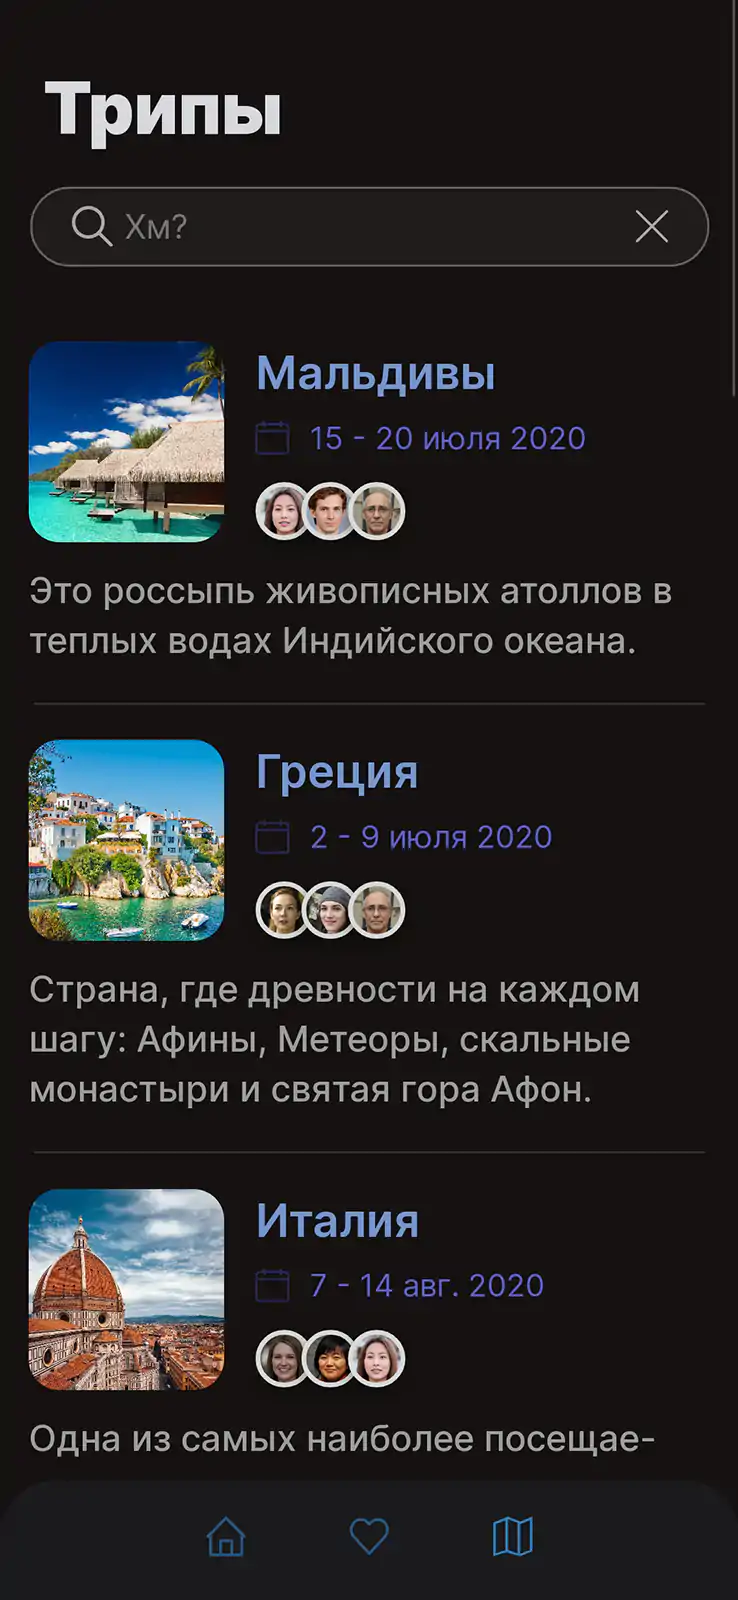 Трипы
Хм?
Мальдивы
15 - 20 июля 2020
Это россыпь живописных атоллов в
теплых водах Индийского океана.
Греция
2 - 9 июля 2020
Страна, где древности на каждом
шагу: Афины, Метеоры, скальные
монастыри и святая гора Афон.
Италия
7 - 14 авг. 2020
Одна из самых наиболее посещае-